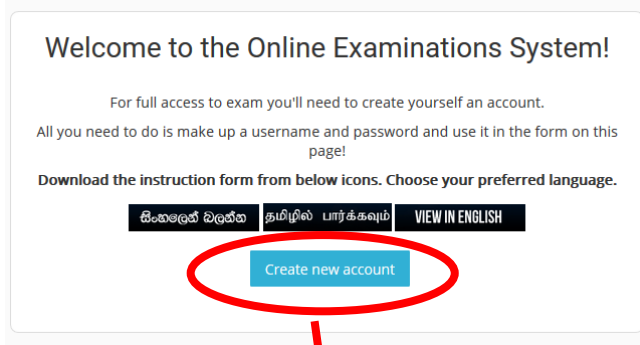 Welcome to the Online Examinations System!
For full access to exam you'll need to create yourself an account.
All you need to do is make up a username and password and use it in the form on this
page!
Download the instruction form from below icons. Choose your preferred language.
සිංහලෙන් බලන්න தமிழில் பார்க்கவும் VIEW IN ENGLISH
Create new account